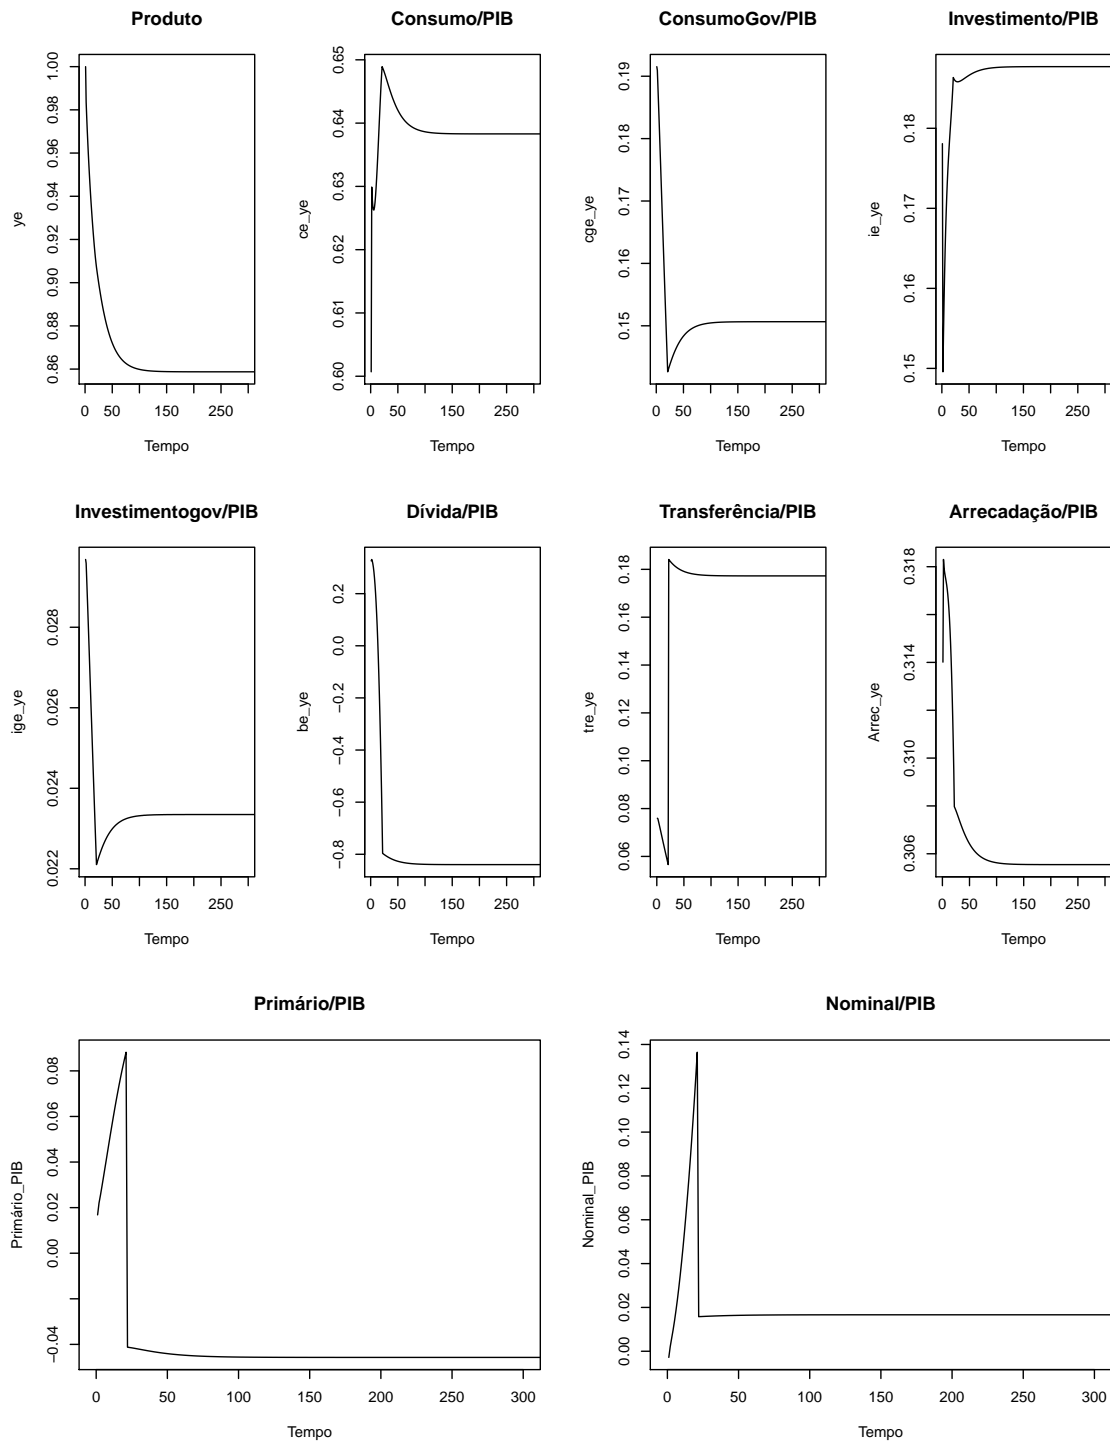 Produto
Consumo/PIB
ConsumoGov/PIB
Investimento/PIB
ye
0.86 0.88 0.90 0.92 0.94 0.96 0.98 1.00
0 50 150 250
Tempo
ce_ye
0.60 0.61 0.62 0.63 0.64 0.65
0 50 150 250
Tempo
cge_ye
0.15 0.16 0.17 0.18 0.19
0 50 150 250
Tempo
ie_ye
0.15 0.16 0.17 0.18
0 50 150 250
Tempo
Investimentogov/PIB
Dívida/PIB
Transferência/PIB
Arrecadação/PIB
ige_ye
0.022 0.024 0.026 0.028
0 50 150 250
Tempo
be_ye
−0.8 −0.6 −0.4 −0.2 0.0 0.2
0 50 150 250
Tempo
tre_ye
0.06 0.08 0.10 0.12 0.14 0.16 0.18
0 50 150 250
Tempo
Arrec_ye
0.306 0.310 0.314 0.318
0 50 150 250
Tempo
Primário/PIB
Nominal/PIB
Primário_PIB
−0.04 0.00 0.02 0.04 0.06 0.08
0 50 100 150 200 250 300
Tempo
Nominal_PIB
0.00 0.02 0.04 0.06 0.08 0.10 0.12 0.14
0 50 100 150 200 250 300
Tempo